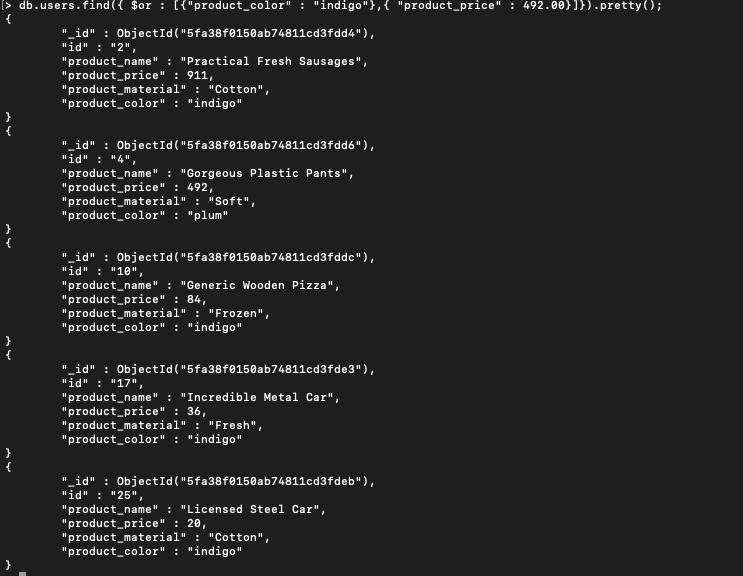 [> db.users.find({ $or : [{"product_color" : "indigo"},{ "product_price" : 492.00}]}).pretty();
{
"_id" : ObjectId("5fa38f0150ab74811cd3fdd4"),
"id" : "2",
"product_name" : "Practical Fresh Sausages",
"product_price" : 911,
"product_material" : "Cotton",
"product_color" : "indigo"
}
{
"_id" : ObjectId("5fa38f0150ab74811cd3fdd6"),
"id" : "4",
"product_name" : "Gorgeous Plastic Pants",
"product_price" : 492,
"product_material" : "Soft",
"product_color" : "plum"
}
{
"_id" : ObjectId("5fa38f0150ab74811cd3fddc"),
"id" : "10",
"product_name" : "Generic Wooden Pizza",
"product_price" : 84,
"product_material" : "Frozen",
"product_color" : "indigo"
}
{
"_id" : ObjectId("5fa38f0150ab74811cd3fde3"),
"id" : "17",
"product_name" : "Incredible Metal Car",
"product_price" : 36,
"product_material" : "Fresh",
"product_color" : "indigo"
}
{
"_id" : ObjectId("5fa38f0150ab74811cd3fdeb"),
"id" : "25",
"product_name" : "Licensed Steel Car",
"product_price" : 20,
"product_material" : "Cotton",
"product_color" : "indigo"
}